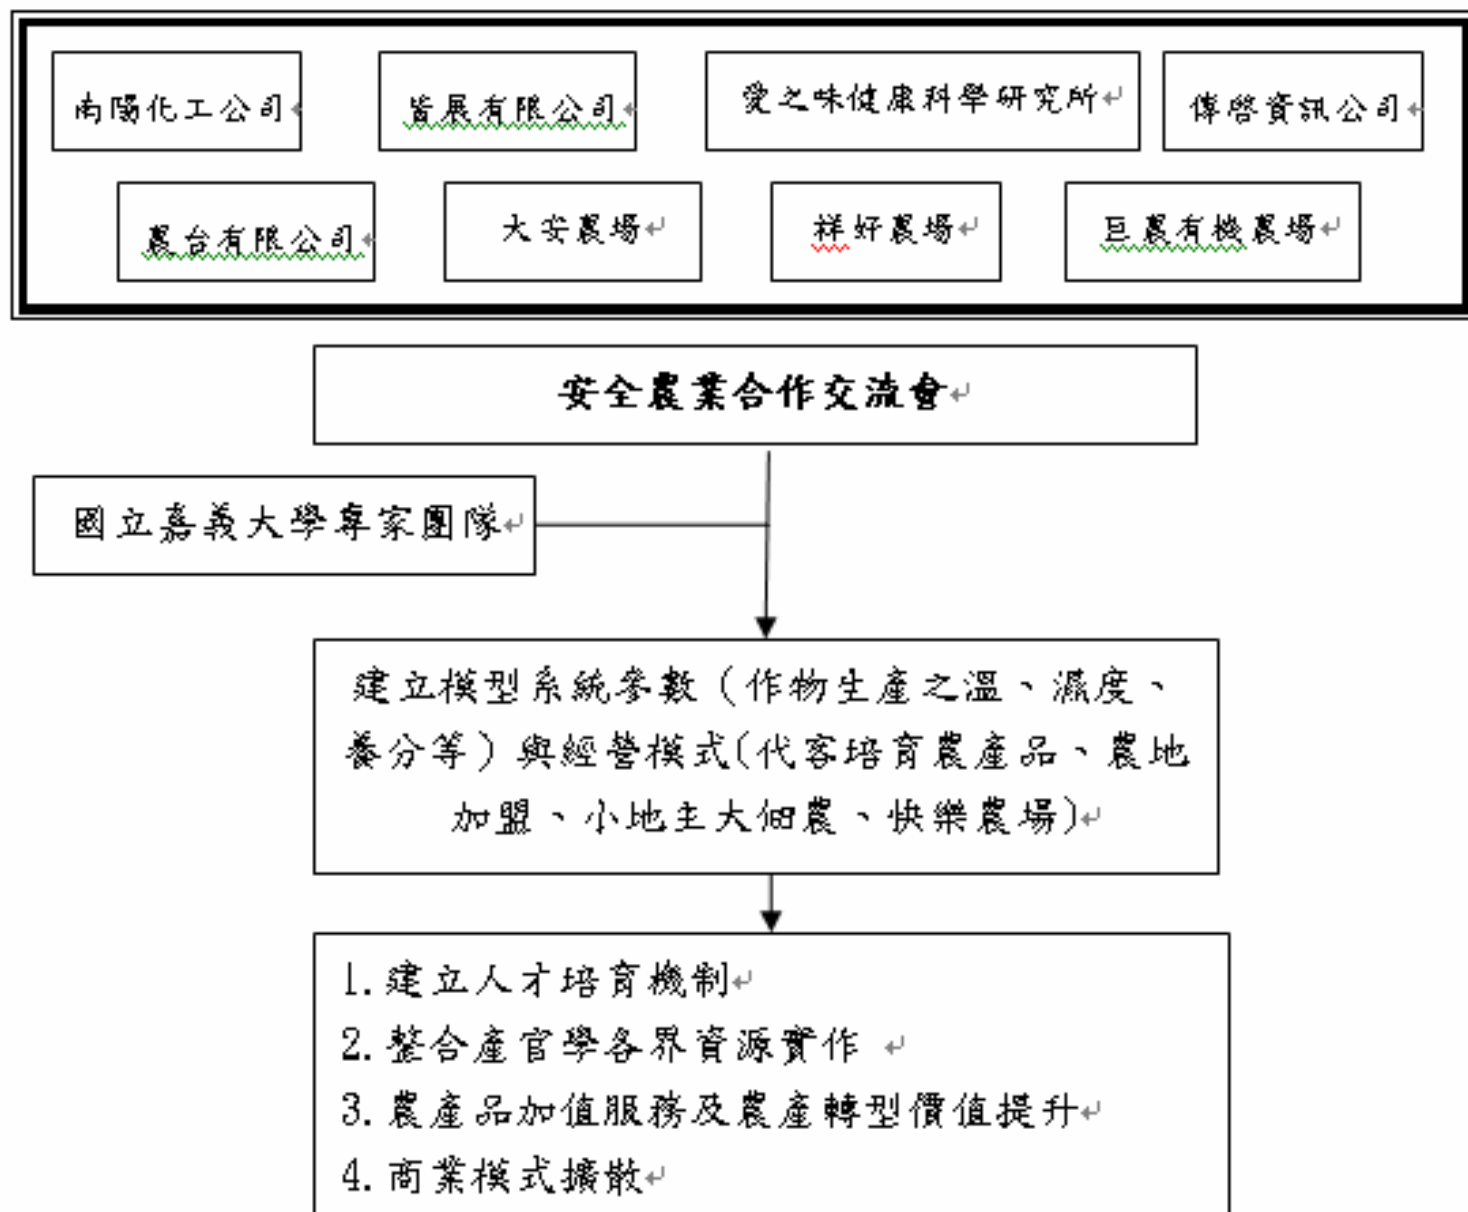 南陽化工公司
皆展有限公司
愛之味健康科學研究所
傳啓資訊公司
農台有限公司
大安農場
祥好農場
巨農有機農場
安全農業合作交流會
國立嘉義大學專家團隊
建立模型系統參數（作物生產之溫、濕度、
養分等）與經營模式(代客培育農產品、農地
加盟、小地主大佃農、快樂農場)
1.建立人才培育機制
2.整合產官學各界資源實作
3.農產品加值服務及農產轉型價值提升
4.商業模式擴散